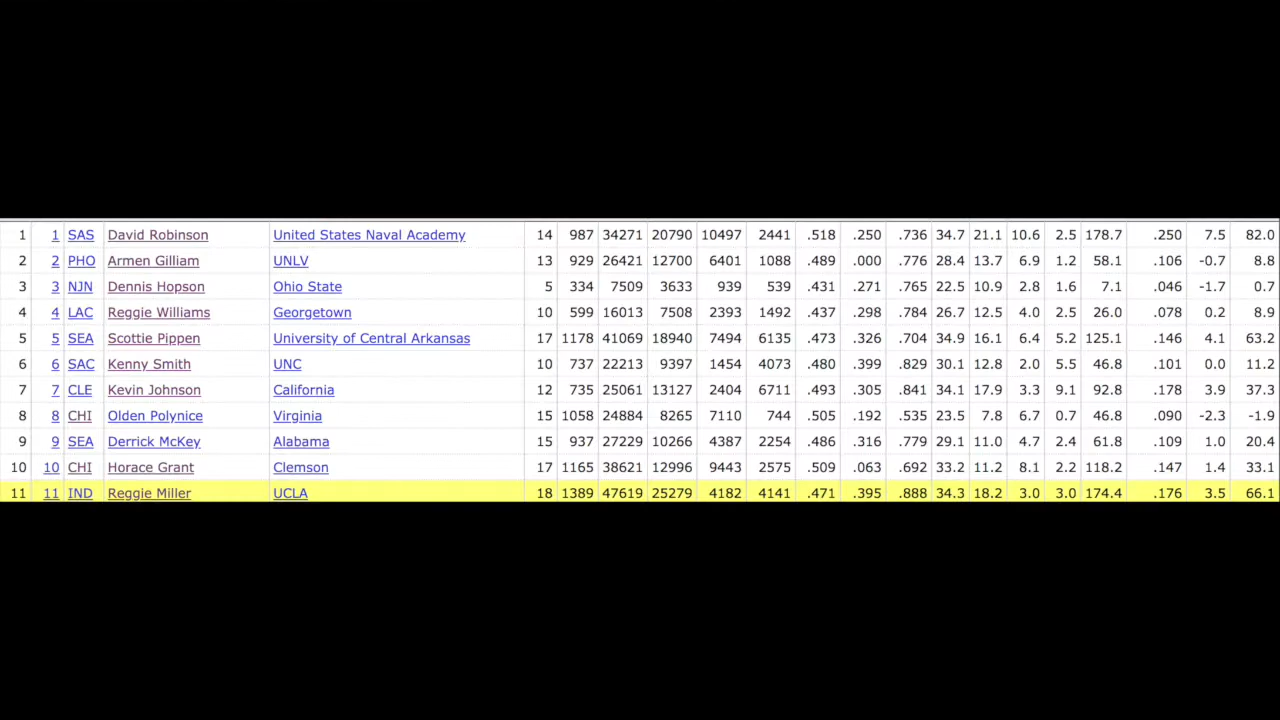 1 1 SAS David Robinson United States Naval Academy 14 987 34271 20790 10497 2441 .518 .250 .736 34.7 21.1 10.6 2.5 178.7 .250 7.5 82.0
2 2 PHO Armen Gilliam UNLV 13 929 26421 12700 6401 1088 .489 .000 .776 28.4 13.7 6.9 1.2 58.1 .106 -0.7 8.8
3 3 NJN Dennis Hopson Ohio State 5 334 7509 3633 939 539 .431 .271 .765 22.5 10.9 2.8 1.6 7.1 .046 -1.7 0.7
4 4 LAC Reggie Williams Georgetown 10 599 16013 7508 2393 1492 .437 .298 .784 26.7 12.5 4.0 2.5 26.0 .078 0.2 8.9
5 5 SEA Scottie Pippen University of Central Arkansas 17 1178 41069 18940 7494 6135 .473 .326 .704 34.9 16.1 6.4 5.2 125.1 .146 4.1 63.2
6 6 SAC Kenny Smith UNC 10 737 22213 9397 1454 4073 .480 .399 .829 30.1 12.8 2.0 5.5 46.8 .101 0.0 11.2
7 7 CLE Kevin Johnson California 12 735 25061 13127 2404 6711 .493 .305 .841 34.1 17.9 3.3 9.1 92.8 .178 3.9 37.3
8 8 CHI Olden Polynice Virginia 15 1058 24884 8265 7110 744 .505 .192 .535 23.5 7.8 6.7 0.7 46.8 .090 -2.3 -1.9
9 9 SEA Derrick McKey Alabama 15 937 27229 10266 4387 2254 .486 .316 .779 29.1 11.0 4.7 2.4 61.8 .109 1.0 20.4
10 10 CHI Horace Grant Clemson 17 1165 38621 12996 9443 2575 .509 .063 .692 33.2 11.2 8.1 2.2 118.2 .147 1.4 33.1
11 11 IND Reggie Miller UCLA 18 1389 47619 25279 4182 4141 .471 .395 .888 34.3 18.2 3.0 3.0 174.4 .176 3.5 66.1